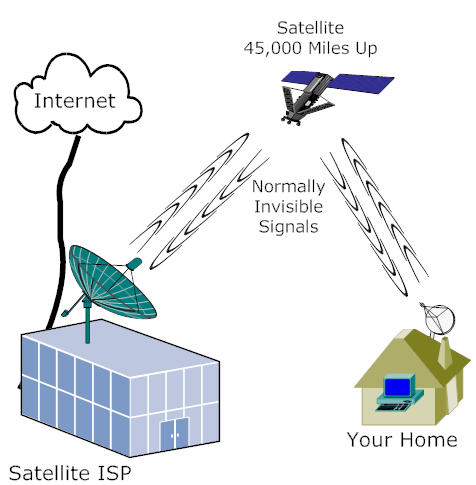 Satellite
45,000 Miles Up
Internet
Normally
Invisible
Signals
Your Home
Satellite ISP